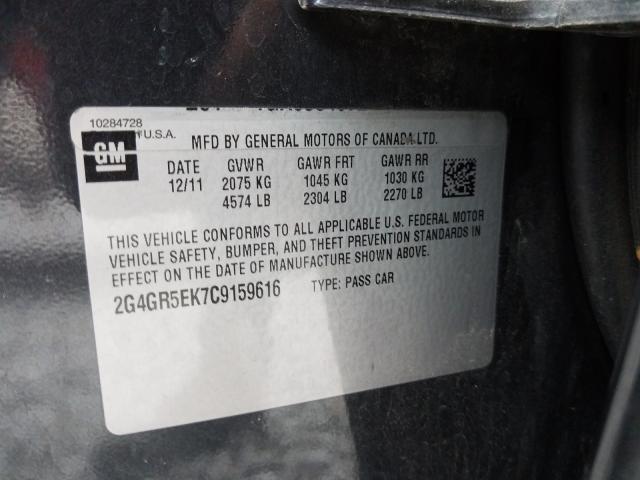 10284728
U.S.A.
GM
MFD BY GENERAL MOTORS OF CANADA LTD.
DATE GVWR GAWR FRT GAWR RR
12/11 2075 KG 1045 KG 1030 KG
4574 LB 2304 LB 2270 LB
THIS VEHICLE CONFORMS TO ALL APPLICABLE U.S. FEDERAL MOTOR
VEHICLE SAFETY, BUMPER, AND THEFT PREVENTION STANDARDS IN
EFFECT ON THE DATE OF MANUFACTURE SHOWN ABOVE.
2G4GR5EK7C9159616 TYPE: PASS CAR